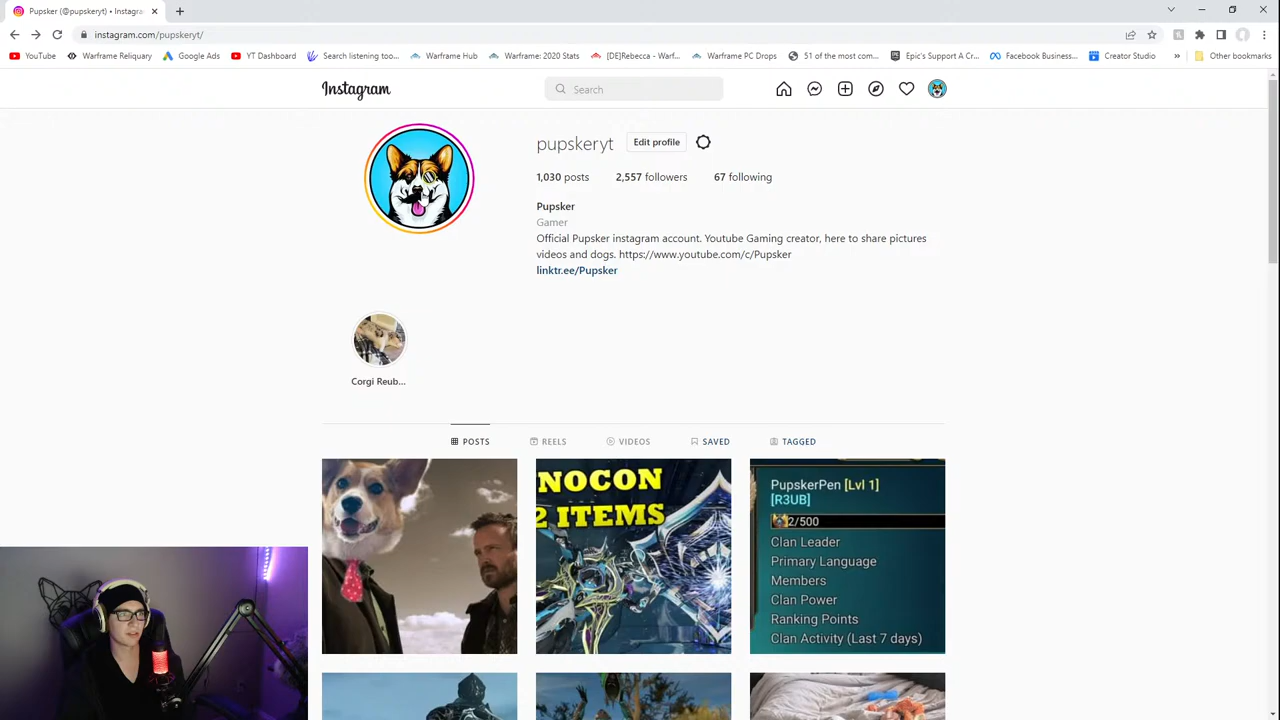 Pupsker (@pupskeryt) • Instagra
instagram.com/pupskeryt/
YouTube
Warframe Reliquary
Google Ads
YT Dashboard
Search listening too...
Warframe Hub
Warframe: 2020 Stats
[DE]Rebecca - Warf...
Warframe PC Drops
51 of the most com...
Epic's Support A Cr...
Facebook Business...
Creator Studio
»
Other bookmarks
Instagram
Search
pupskeryt
Edit profile
1,030 posts
2,557 followers
67 following
Pupsker
Gamer
Official Pupsker instagram account. Youtube Gaming creator, here to share pictures
videos and dogs. https://www.youtube.com/c/Pupsker
linktr.ee/Pupsker
Corgi Reub...
POSTS
REELS
VIDEOS
SAVED
TAGGED
NOCON
2 ITEMS
PupskerPen [Lvl 1]
[R3UB]
2/500
Clan Leader
Primary Language
Members
Clan Power
Ranking Points
Clan Activity (Last 7 days)